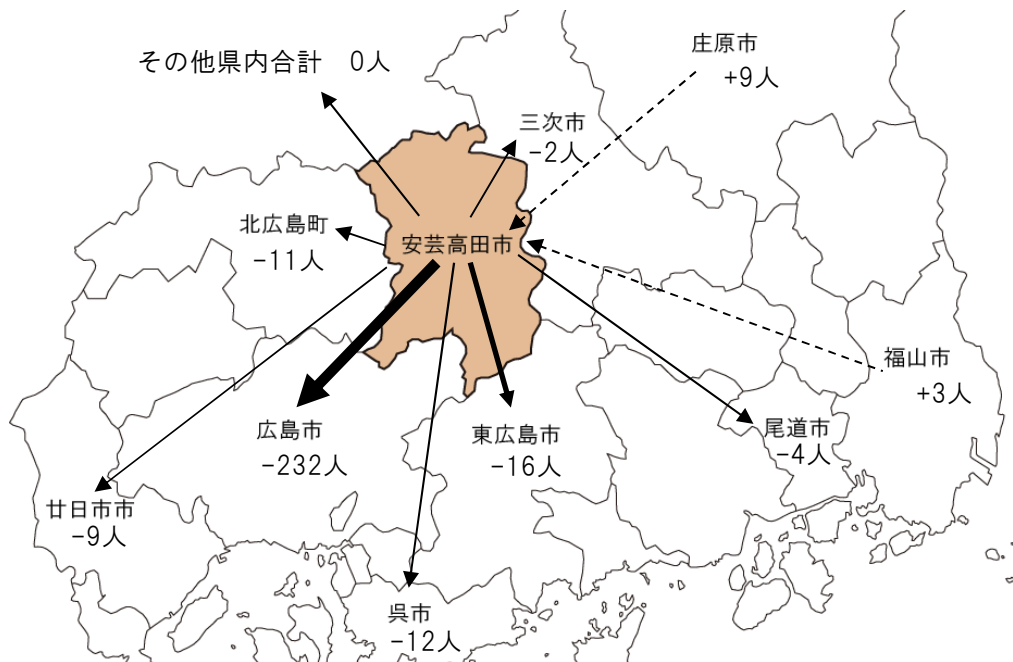 その他県内合計　0人
庄原市
+9人
三次市
-2人
北広島町
-11人
安芸高田市
福山市
+3人
広島市
-232人
東広島市
-16人
尾道市
-4人
廿日市市
-9人
呉市
-12人